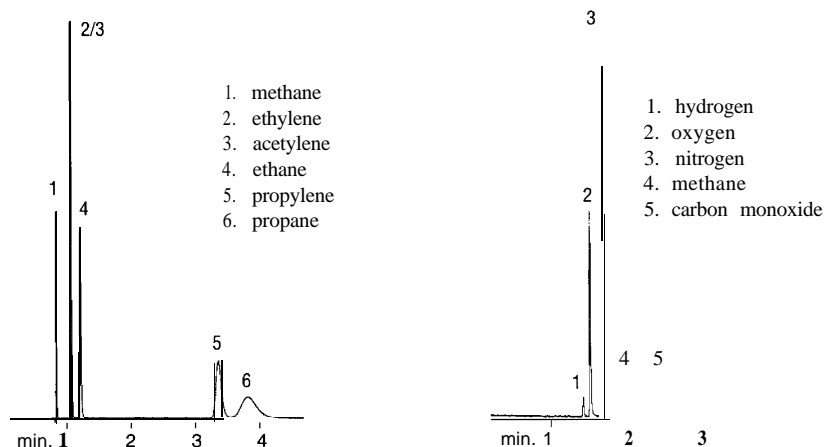 2/3
1
4
5
6
1. methane
2. ethylene
3. acetylene
4. ethane
5. propylene
6. propane
min. 1 2 3 4
3
2
1
4 5
1. hydrogen
2. oxygen
3. nitrogen
4. methane
5. carbon monoxide
min. 1 2 3